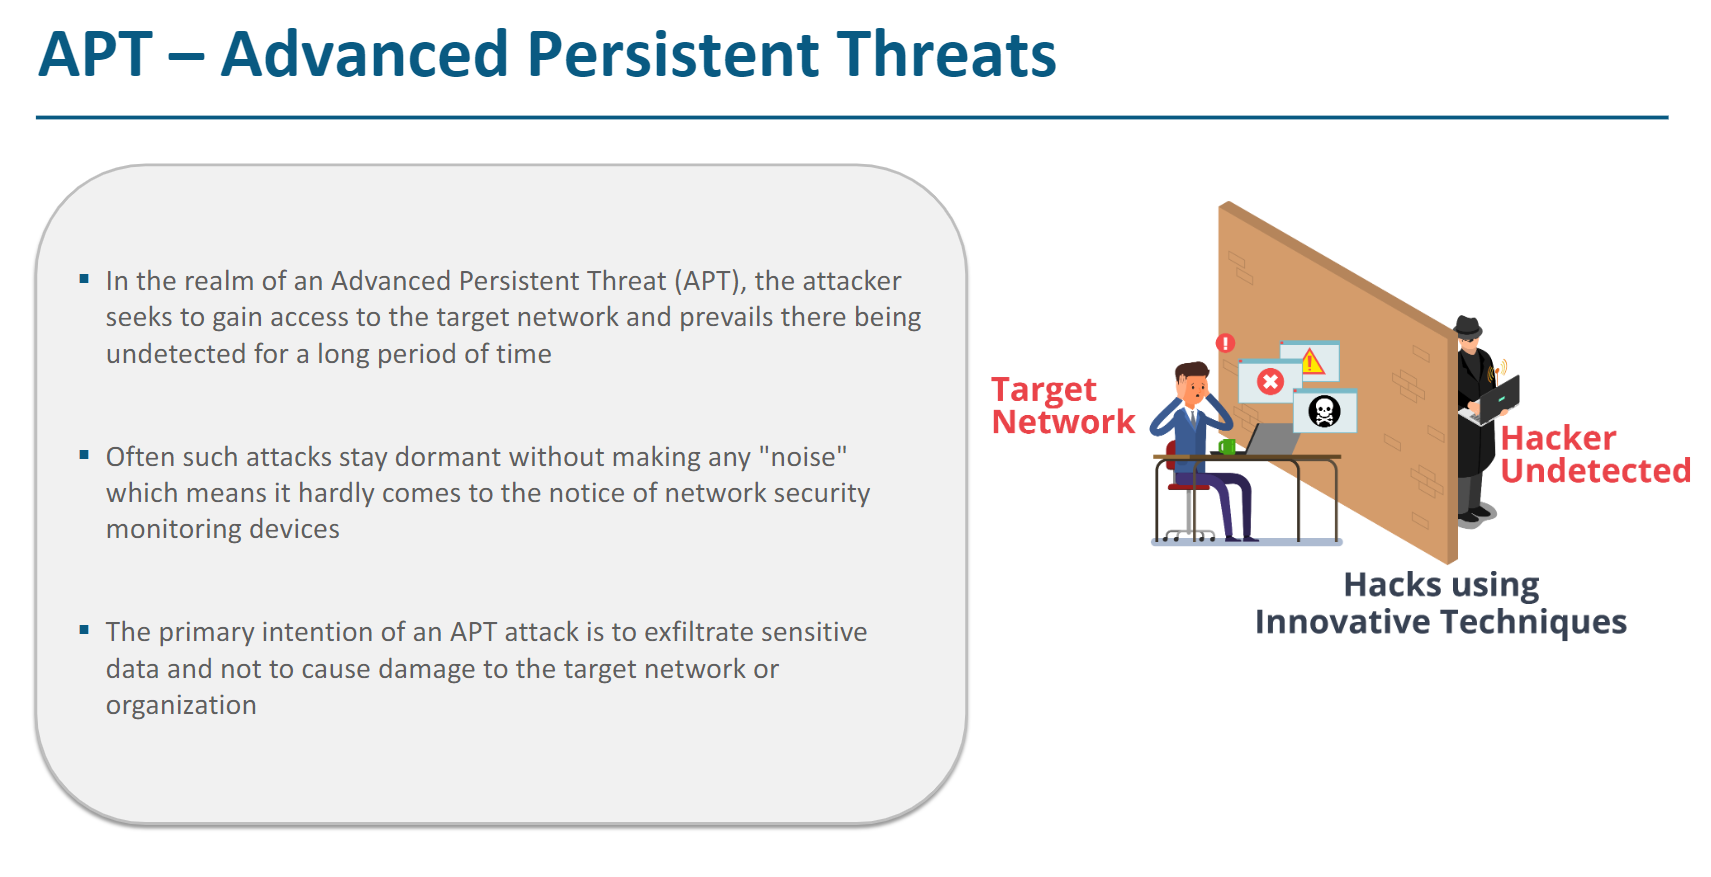 APT – Advanced Persistent Threats
▪ In the realm of an Advanced Persistent Threat (APT), the attacker
seeks to gain access to the target network and prevails there being
undetected for a long period of time
▪ Often such attacks stay dormant without making any "noise"
which means it hardly comes to the notice of network security
monitoring devices
▪ The primary intention of an APT attack is to exfiltrate sensitive
data and not to cause damage to the target network or
organization
Target
Network
!
!
Hacker
Undetected
Hacks using
Innovative Techniques